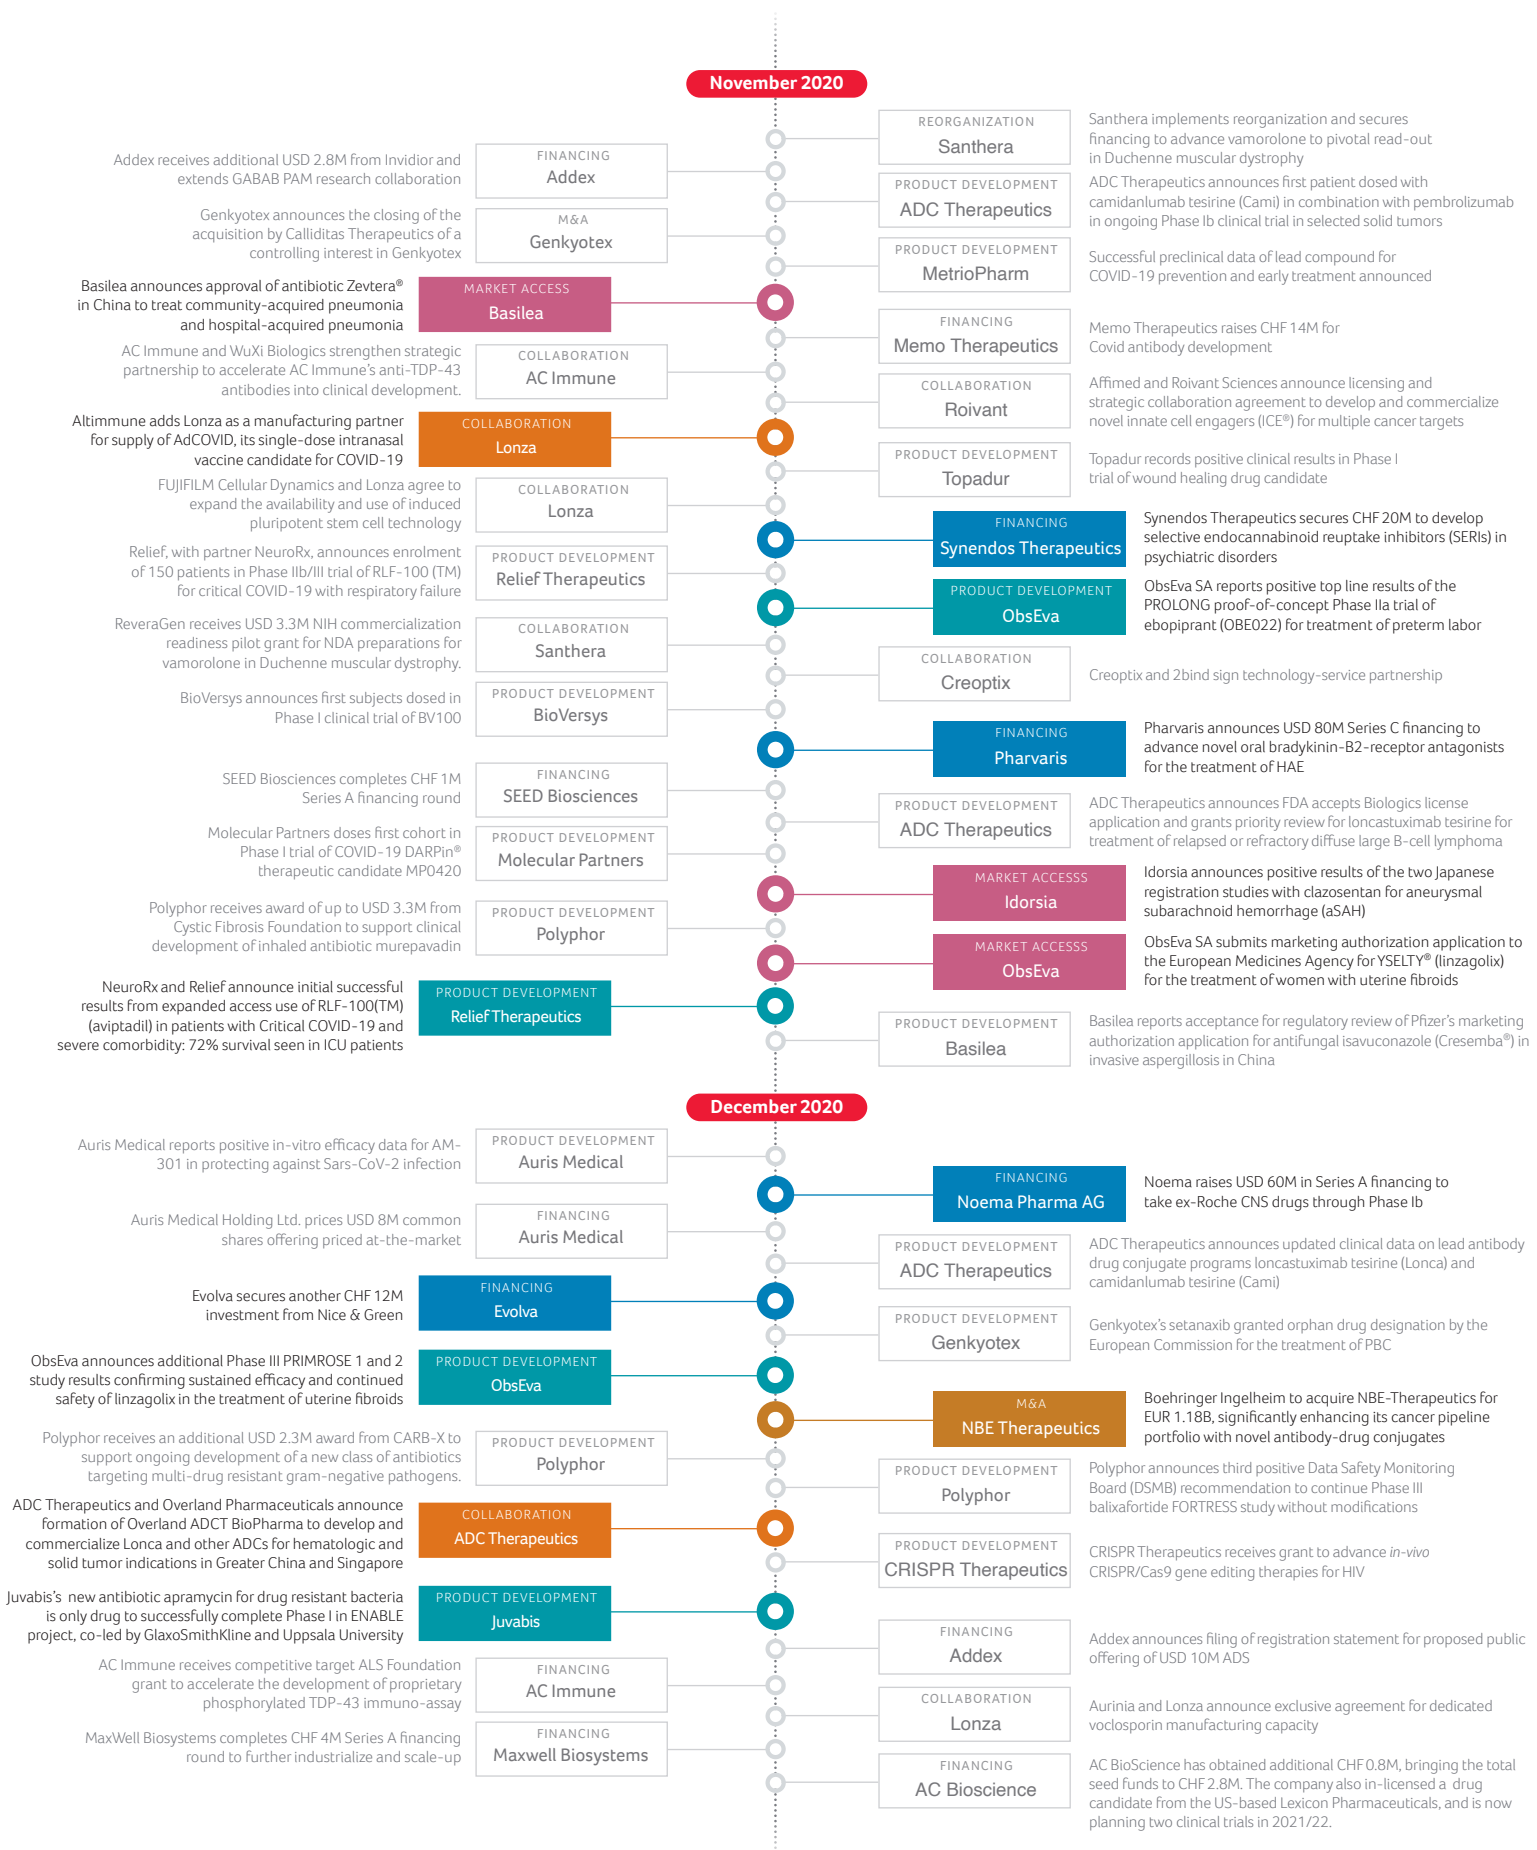 November 2020
REORGANIZATION
Santhera
Santhera implements reorganization and secures
financing to advance vamorolone to pivotal read-out
in Duchenne muscular dystrophy
Addex receives additional USD 2.8M from Invidior and
extends GABAB PAM research collaboration
FINANCING
Addex
PRODUCT DEVELOPMENT
ADC Therapeutics
ADC Therapeutics announces first patient dosed with
camidanlumab tesirine (Cami) in combination with pembrolizumab
in ongoing Phase Ib clinical trial in selected solid tumors
Genkyotex announces the closing of the
acquisition by Calliditas Therapeutics of a
controlling interest in Genkyotex
M&A
Genkyotex
PRODUCT DEVELOPMENT
MetrioPharm
Successful preclinical data of lead compound for
COVID-19 prevention and early treatment announced
Basilea announces approval of antibiotic Zevtera®
in China to treat community-acquired pneumonia
and hospital-acquired pneumonia
MARKET ACCESS
Basilea
FINANCING
Memo Therapeutics
Memo Therapeutics raises CHF 14M for
Covid antibody development
AC Immune and WuXi Biologics strengthen strategic
partnership to accelerate AC Immune's anti-TDP-43
antibodies into clinical development.
COLLABORATION
AC Immune
COLLABORATION
Roivant
Affimed and Roivant Sciences announce licensing and
strategic collaboration agreement to develop and commercialize
novel innate cell engagers (ICE®) for multiple cancer targets
Altimmune adds Lonza as a manufacturing partner
for supply of AdCOVID, its single-dose intranasal
vaccine candidate for COVID-19
COLLABORATION
Lonza
PRODUCT DEVELOPMENT
Topadur
Topadur records positive clinical results in Phase I
trial of wound healing drug candidate
FUJIFILM Cellular Dynamics and Lonza agree to
expand the availability and use of induced
pluripotent stem cell technology
COLLABORATION
Lonza
FINANCING
Synendos Therapeutics
Synendos Therapeutics secures CHF 20M to develop
selective endocannabinoid reuptake inhibitors (SERIs) in
psychiatric disorders
Relief, with partner NeuroRx, announces enrolment
of 150 patients in Phase IIb/III trial of RLF-100 (TM)
for critical COVID-19 with respiratory failure
PRODUCT DEVELOPMENT
Relief Therapeutics
PRODUCT DEVELOPMENT
ObsEva
ObsEva SA reports positive top line results of the
PROLONG proof-of-concept Phase IIa trial of
ebopiprant (OBE022) for treatment of preterm labor
ReveraGen receives USD 3.3M NIH commercialization
readiness pilot grant for NDA preparations for
vamorolone in Duchenne muscular dystrophy.
COLLABORATION
Santhera
COLLABORATION
Creoptix
Creoptix and 2bind sign technology-service partnership
BioVersys announces first subjects dosed in
Phase I clinical trial of BV100
PRODUCT DEVELOPMENT
BioVersys
FINANCING
Pharvaris
Pharvaris announces USD 80M Series C financing to
advance novel oral bradykinin-B2-receptor antagonists
for the treatment of HAE
SEED Biosciences completes CHF 1M
Series A financing round
FINANCING
SEED Biosciences
PRODUCT DEVELOPMENT
ADC Therapeutics
ADC Therapeutics announces FDA accepts Biologics license
application and grants priority review for loncastuximab tesirine for
treatment of relapsed or refractory diffuse large B-cell lymphoma
Molecular Partners doses first cohort in
Phase I trial of COVID-19 DARPin®
therapeutic candidate MP0420
PRODUCT DEVELOPMENT
Molecular Partners
MARKET ACCESSS
Idorsia
Idorsia announces positive results of the two Japanese
registration studies with clazosentan for aneurysmal
subarachnoid hemorrhage (aSAH)
Polyphor receives award of up to USD 3.3M from
Cystic Fibrosis Foundation to support clinical
development of inhaled antibiotic murepavadin
PRODUCT DEVELOPMENT
Polyphor
MARKET ACCESSS
ObsEva
ObsEva SA submits marketing authorization application to
the European Medicines Agency for YSELTY® (linzagolix)
for the treatment of women with uterine fibroids
NeuroRx and Relief announce initial successful
results from expanded access use of RLF-100(TM)
(aviptadil) in patients with Critical COVID-19 and
severe comorbidity: 72% survival seen in ICU patients
PRODUCT DEVELOPMENT
Relief Therapeutics
PRODUCT DEVELOPMENT
Basilea
Basilea reports acceptance for regulatory review of Pfizer's marketing
authorization application for antifungal isavuconazole (Cresemba®) in
invasive aspergillosis in China
December 2020
Auris Medical reports positive in-vitro efficacy data for AM-
301 in protecting against Sars-CoV-2 infection
PRODUCT DEVELOPMENT
Auris Medical
FINANCING
Noema Pharma AG
Noema raises USD 60M in Series A financing to
take ex-Roche CNS drugs through Phase Ib
Auris Medical Holding Ltd. prices USD 8M common
shares offering priced at-the-market
FINANCING
Auris Medical
PRODUCT DEVELOPMENT
ADC Therapeutics
ADC Therapeutics announces updated clinical data on lead antibody
drug conjugate programs loncastuximab tesirine (Lonca) and
camidanlumab tesirine (Cami)
Evolva secures another CHF 12M
investment from Nice & Green
FINANCING
Evolva
PRODUCT DEVELOPMENT
Genkyotex
Genkyotex's setanaxib granted orphan drug designation by the
European Commission for the treatment of PBC
ObsEva announces additional Phase III PRIMROSE 1 and 2
study results confirming sustained efficacy and continued
safety of linzagolix in the treatment of uterine fibroids
PRODUCT DEVELOPMENT
ObsEva
M&A
NBE Therapeutics
Boehringer Ingelheim to acquire NBE-Therapeutics for
EUR 1.18B, significantly enhancing its cancer pipeline
portfolio with novel antibody-drug conjugates
Polyphor receives an additional USD 2.3M award from CARB-X to
support ongoing development of a new class of antibiotics
targeting multi-drug resistant gram-negative pathogens.
PRODUCT DEVELOPMENT
Polyphor
PRODUCT DEVELOPMENT
Polyphor
Polyphor announces third positive Data Safety Monitoring
Board (DSMB) recommendation to continue Phase III
balixafortide FORTRESS study without modifications
ADC Therapeutics and Overland Pharmaceuticals announce
formation of Overland ADCT BioPharma to develop and
commercialize Lonca and other ADCs for hematologic and
solid tumor indications in Greater China and Singapore
COLLABORATION
ADC Therapeutics
PRODUCT DEVELOPMENT
CRISPR Therapeutics
CRISPR Therapeutics receives grant to advance in-vivo
CRISPR/Cas9 gene editing therapies for HIV
Juvabis's new antibiotic apramycin for drug resistant bacteria
is only drug to successfully complete Phase I in ENABLE
project, co-led by GlaxoSmithKline and Uppsala University
PRODUCT DEVELOPMENT
Juvabis
FINANCING
Addex
Addex announces filing of registration statement for proposed public
offering of USD 10M ADS
AC Immune receives competitive target ALS Foundation
grant to accelerate the development of proprietary
phosphorylated TDP-43 immuno-assay
FINANCING
AC Immune
COLLABORATION
Lonza
Aurinia and Lonza announce exclusive agreement for dedicated
voclosporin manufacturing capacity
MaxWell Biosystems completes CHF 4M Series A financing
round to further industrialize and scale-up
FINANCING
Maxwell Biosystems
FINANCING
AC Bioscience
AC BioScience has obtained additional CHF 0.8M, bringing the total
seed funds to CHF 2.8M. The company also in-licensed a drug
candidate from the US-based Lexicon Pharmaceuticals, and is now
planning two clinical trials in 2021/22.